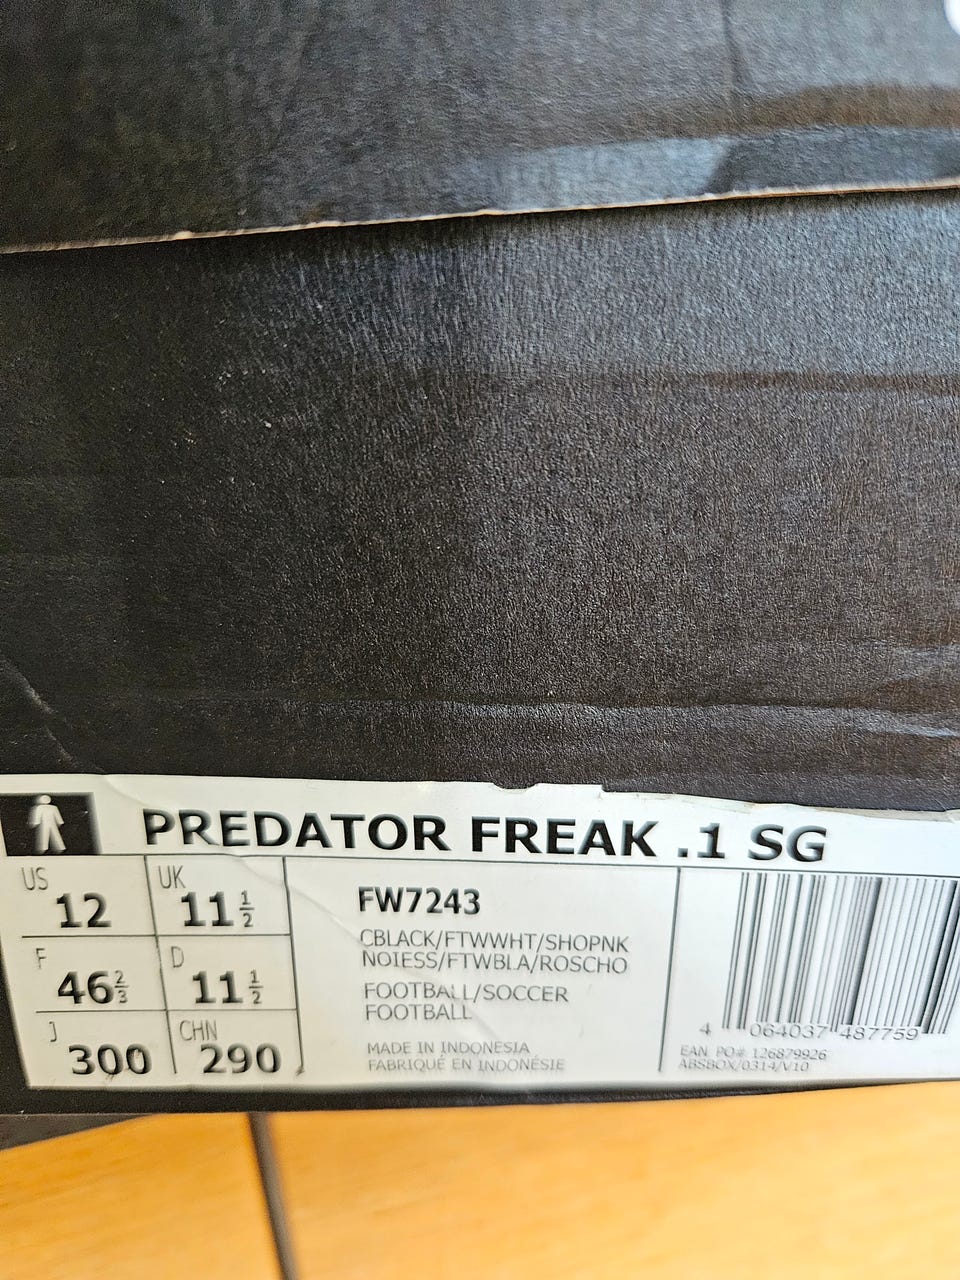 PREDATOR FREAK .1 SG
US 12
UK 11 1/2
F 46 2/3
D 11 1/2
J 300
CHN 290
FW7243
CBLACK/FTWWHT/SHOPNK
NOIESS/FTWBLA/ROSCHO
FOOTBALL/SOCCER
FOOTBALL
MADE IN INDONESIA
FABRIQUÉ EN INDONÉSIE
4 064037 487759
EAN PO# 126879926
ABSBOX/0314/V10